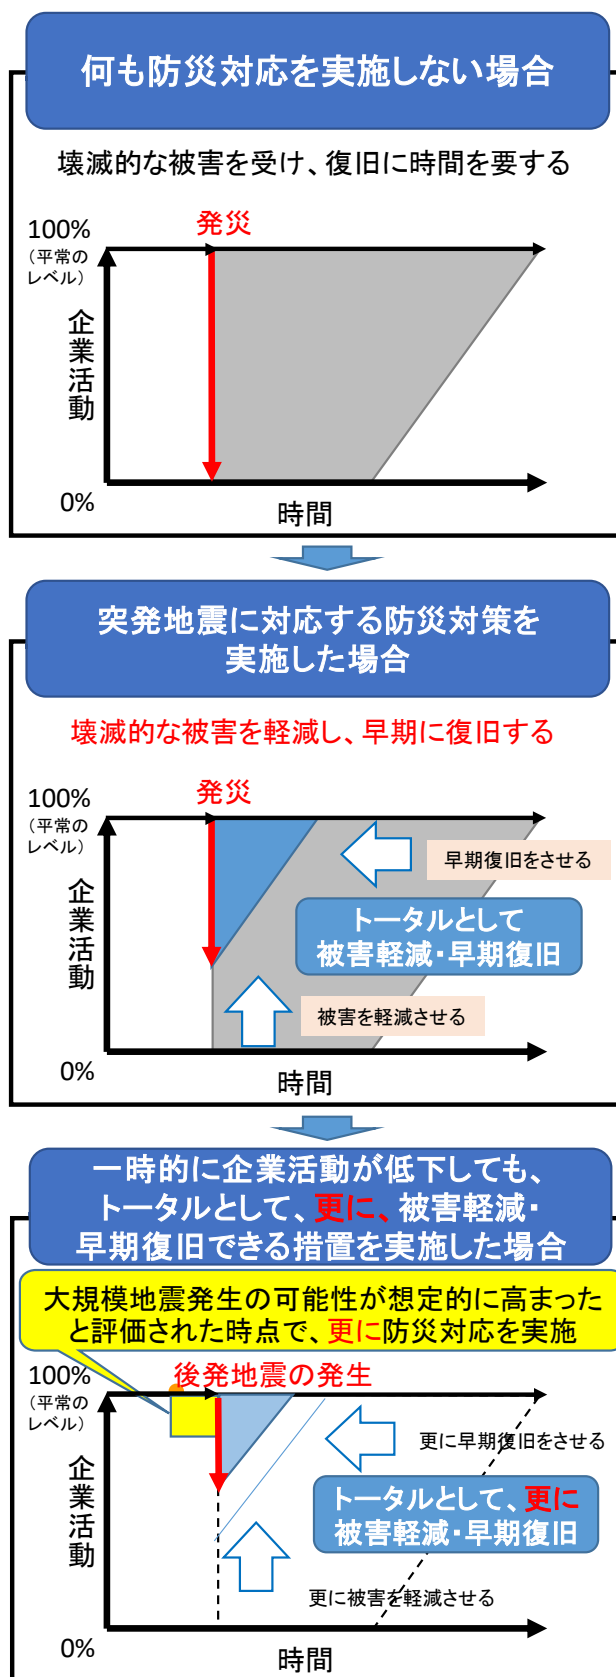 何も防災対応を実施しない場合
壊滅的な被害を受け、復旧に時間を要する
100%
(平常の
レベル)
発災
企業活動
0%
時間
突発地震に対応する防災対策を
実施した場合
壊滅的な被害を軽減し、早期に復旧する
100%
(平常の
レベル)
発災
企業活動
早期復旧をさせる
トータルとして
被害軽減・早期復旧
被害を軽減させる
0%
時間
一時的に企業活動が低下しても、
トータルとして、更に、被害軽減・
早期復旧できる措置を実施した場合
大規模地震発生の可能性が想定的に高まった
と評価された時点で、更に防災対応を実施
100%
(平常の
レベル)
後発地震の発生
企業活動
更に早期復旧をさせる
トータルとして、更に
被害軽減・早期復旧
更に被害を軽減させる
0%
時間